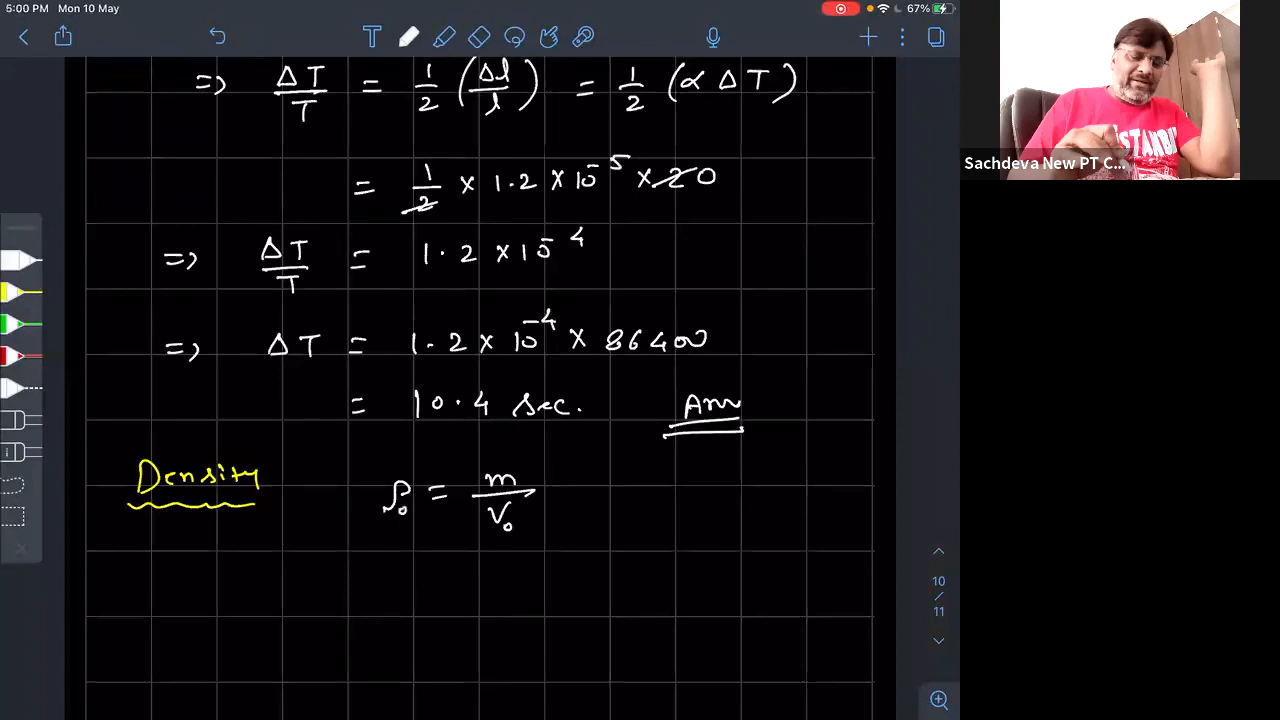 5:00 PM Mon 10 May 67%
=> ΔT/T = 1/2 (Δl/l) = 1/2 (α ΔT)
= 1/2 × 1.2 × 10⁻⁵ × 20
=> ΔT/T = 1.2 × 10⁻⁴
=> ΔT = 1.2 × 10⁻⁴ × 86400
= 10.4 sec. Ans
Density ρ₀ = m/V₀
ISTANBUL
Sachdeva New PT C...
10
/
11